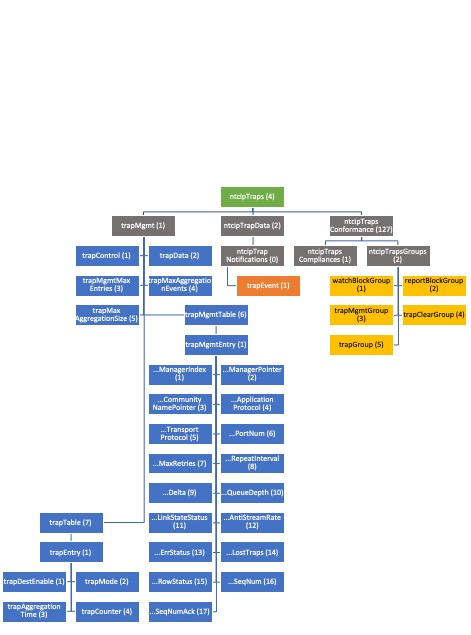 ntcipTraps (4)
trapMgmt (1)
ntcipTrapData (2)
ntcipTraps
Conformance (127)
trapControl (1)
trapData (2)
ntcipTrap
Notifications (0)
ntcipTraps
Compliances (1)
ntcipTrapsGroups
(2)
trapMgmtMax
Entries (3)
trapMaxAggregatio
nEvents (4)
trapEvent (1)
watchBlockGroup
(1)
reportBlockGroup
(2)
trapMax
AggregationSize (5)
trapMgmtTable (6)
trapMgmtGroup
(3)
trapClearGroup (4)
trapMgmtEntry (1)
trapGroup (5)
...ManagerIndex
(1)
...ManagerPointer
(2)
...Community
NamePointer (3)
...Application
Protocol (4)
...Transport
Protocol (5)
...PortNum (6)
...MaxRetries (7)
...RepeatInterval
(8)
...Delta (9)
...QueueDepth (10)
trapTable (7)
...LinkStateStatus
(11)
...AntiStreamRate
(12)
trapEntry (1)
...ErrStatus (13)
...LostTraps (14)
trapDestEnable (1)
trapMode (2)
...RowStatus (15)
...SeqNum (16)
trapAggregation
Time (3)
trapCounter (4)
...SeqNumAck (17)